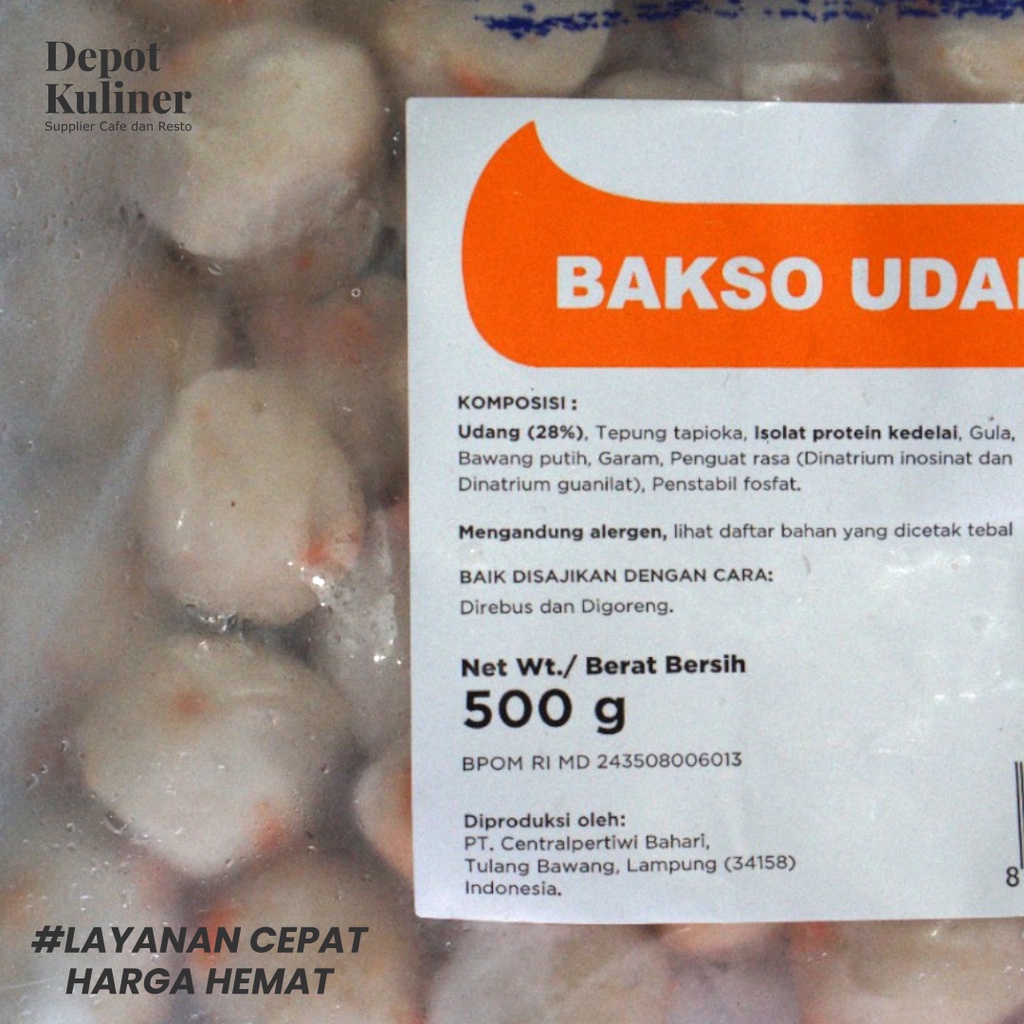 Depot
Kuliner
Supplier Cafe dan Resto
BAKSO
KOMPOSISI :
Udang (28%), Tepung tapioka, Isolat protein kedelai, Gula,
Bawang putih, Garam, Penguat rasa (Dinatrium inosinat dan
Dinatrium guanilat), Penstabil fosfat.
Mengandung alergen, lihat daftar bahan yang dicetak tebal
BAIK DISAJIKAN DENGAN CARA:
Direbus dan Digoreng.
Net Wt./ Berat Bersih
500 g
BPOM RI MD 243508006013
Diproduksi oleh:
PT. Centralpertiwi Bahari,
Tulang Bawang, Lampung (34158)
Indonesia.
8
#LAYANAN CEPAT
HARGA HEMAT